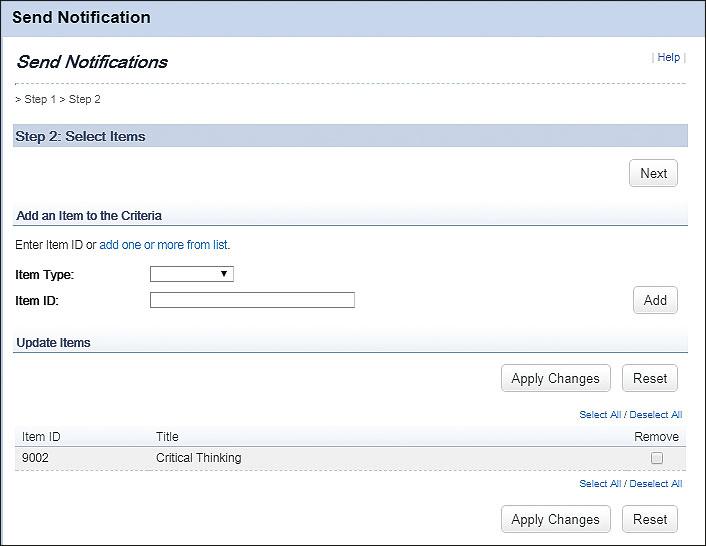 Send Notification
Send Notifications
| Help |
> Step 1 > Step 2
Step 2: Select Items
Next
Add an Item to the Criteria
Enter Item ID or add one or more from list.
Item Type:
Item ID:
Add
Update Items
Apply Changes Reset
Select All / Deselect All
Item ID Title Remove
9002 Critical Thinking
Select All / Deselect All
Apply Changes Reset